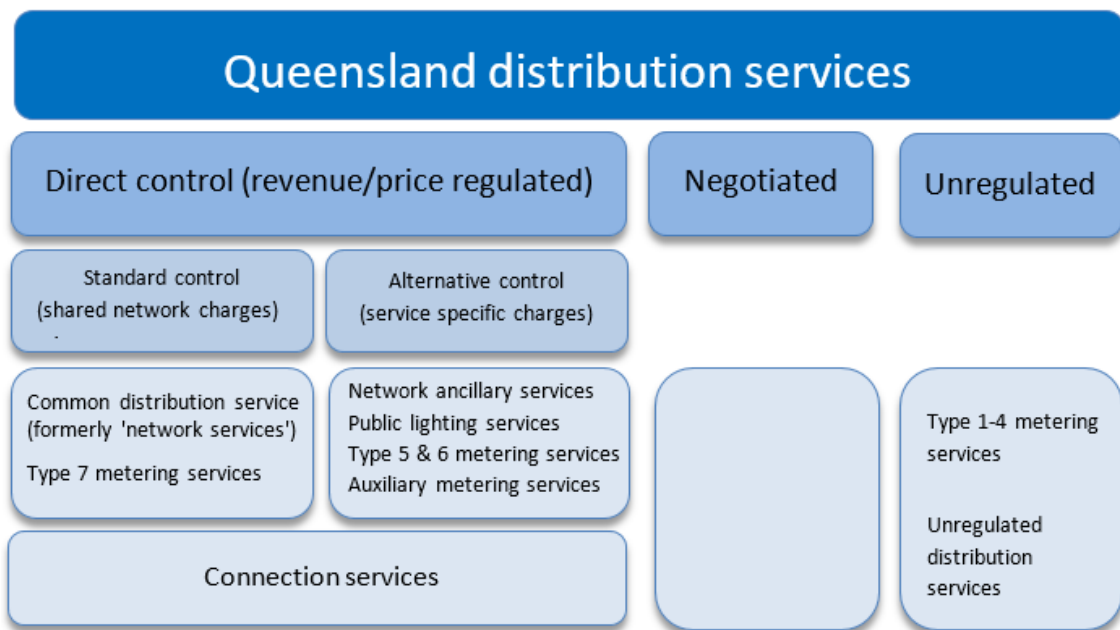 Queensland distribution services
Direct control (revenue/price regulated)
Negotiated
Unregulated
Standard control
(shared network charges)
.
Alternative control
(service specific charges)
Common distribution service
(formerly 'network services')
Type 7 metering services
Network ancillary services
Public lighting services
Type 5 & 6 metering services
Auxiliary metering services
Type 1-4 metering
services
Unregulated
distribution
services
Connection services